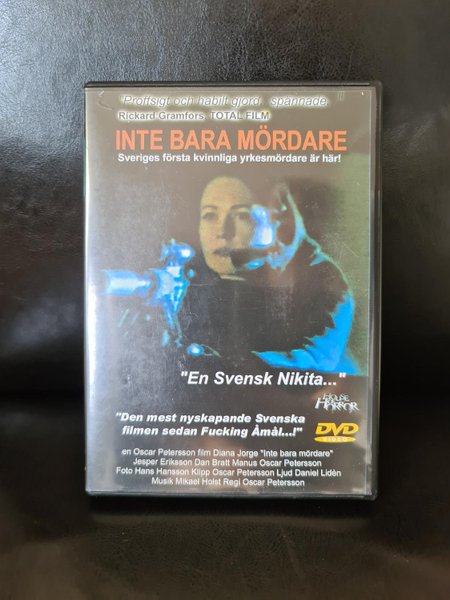 "Proffsigt och habilt gjord.. spännade."
Rickard Gramfors TOTAL FILM
INTE BARA MÖRDARE
Sveriges första kvinnliga yrkesmördare är här!
"En Svensk Nikita..."
HOUSE OF HORROR
"Den mest nyskapande Svenska
filmen sedan Fucking Åmål...!"
DVD
VIDEO
en Oscar Petersson film Diana Jorge "Inte bara mördare"
Jesper Eriksson Dan Bratt Manus Oscar Petersson
Foto Hans Hansson Klipp Oscar Petersson Ljud Daniel Lidén
Musik Mikael Holst Regi Oscar Petersson